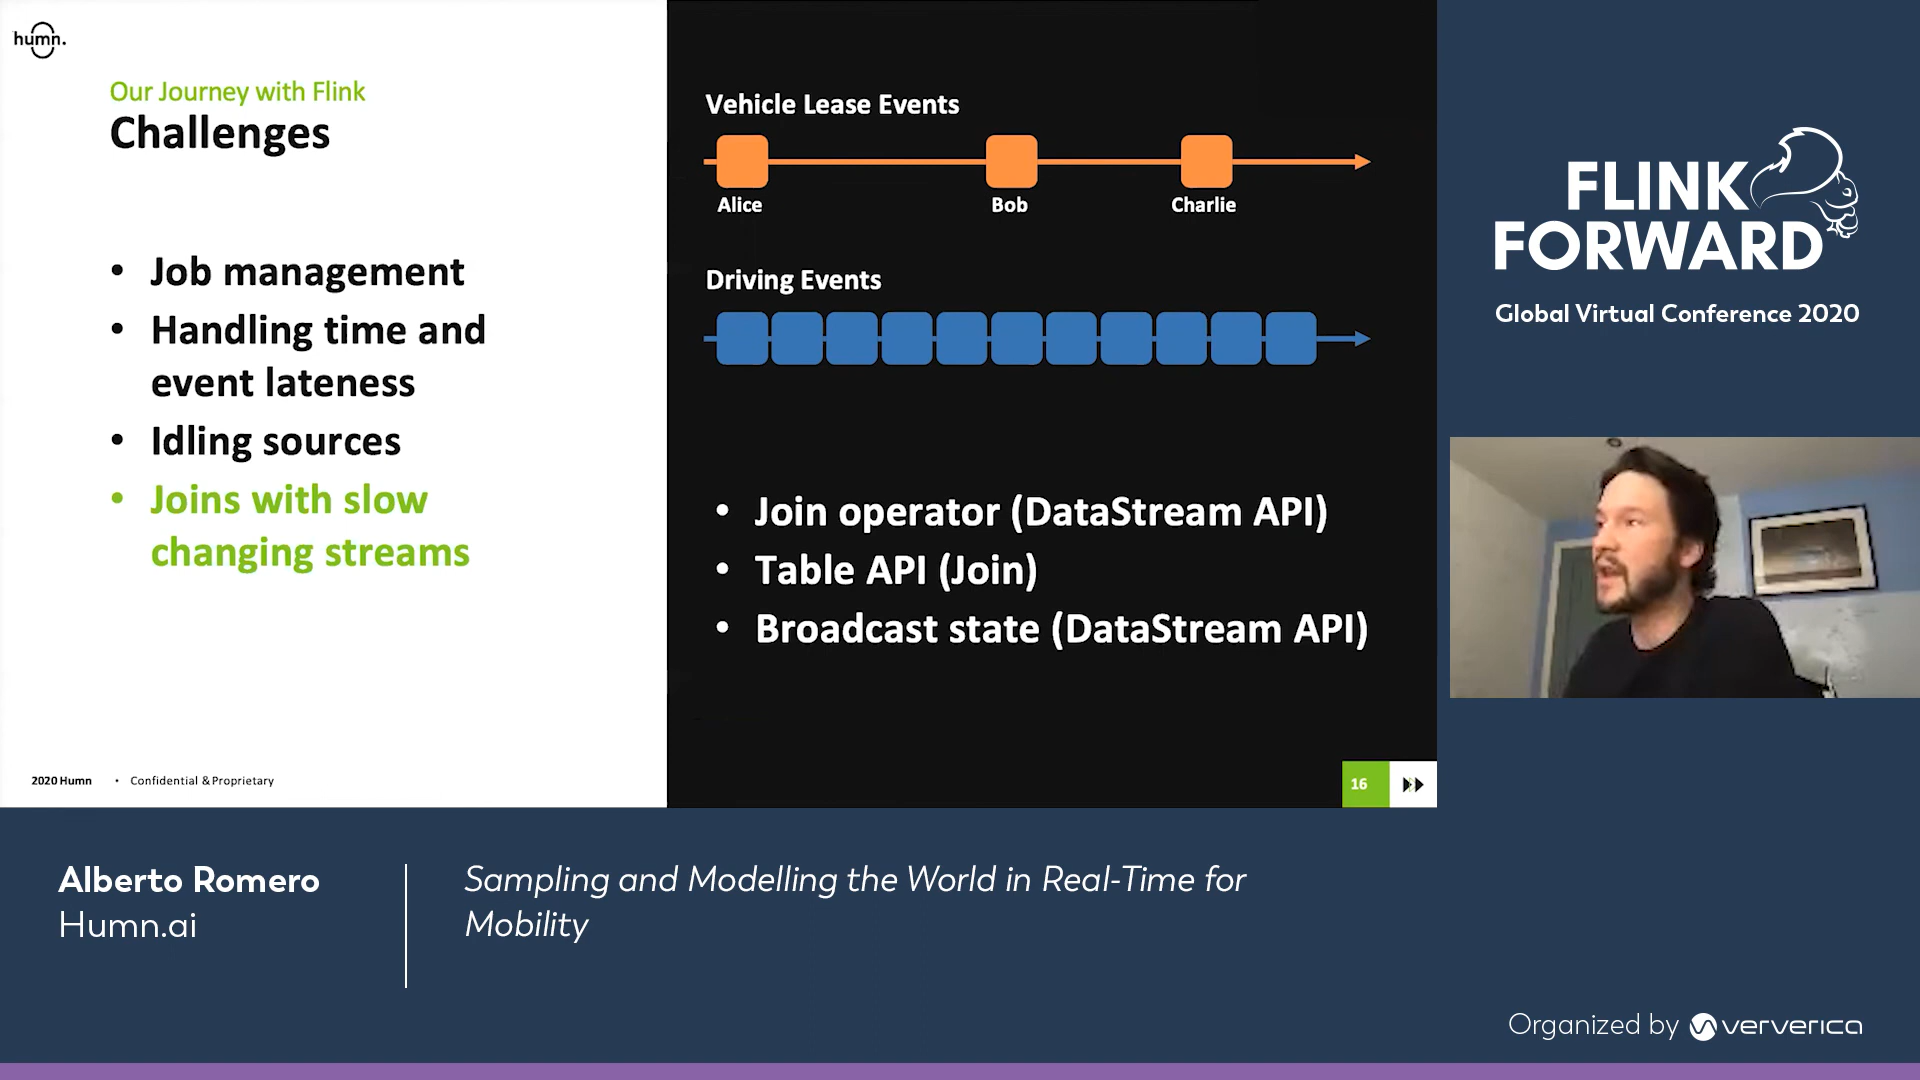 humn.
Our Journey with Flink
Challenges
• Job management
• Handling time and
event lateness
• Idling sources
• Joins with slow
changing streams
2020 Humn • Confidential & Proprietary
Vehicle Lease Events
Alice Bob Charlie
Driving Events
• Join operator (DataStream API)
• Table API (Join)
• Broadcast state (DataStream API)
16
FLINK
FORWARD
Global Virtual Conference 2020
Alberto Romero
Humn.ai
Sampling and Modelling the World in Real-Time for
Mobility
Organized by ververica